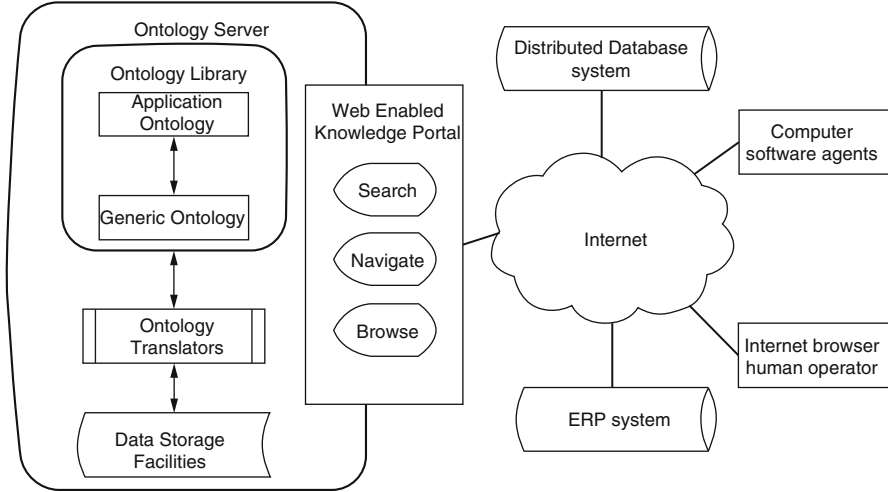 Ontology Server
Ontology Library
Application
Ontology
Generic Ontology
Ontology
Translators
Data Storage
Facilities
Web Enabled
Knowledge Portal
Search
Navigate
Browse
Distributed Database
system
Computer
software agents
Internet
Internet browser
human operator
ERP system